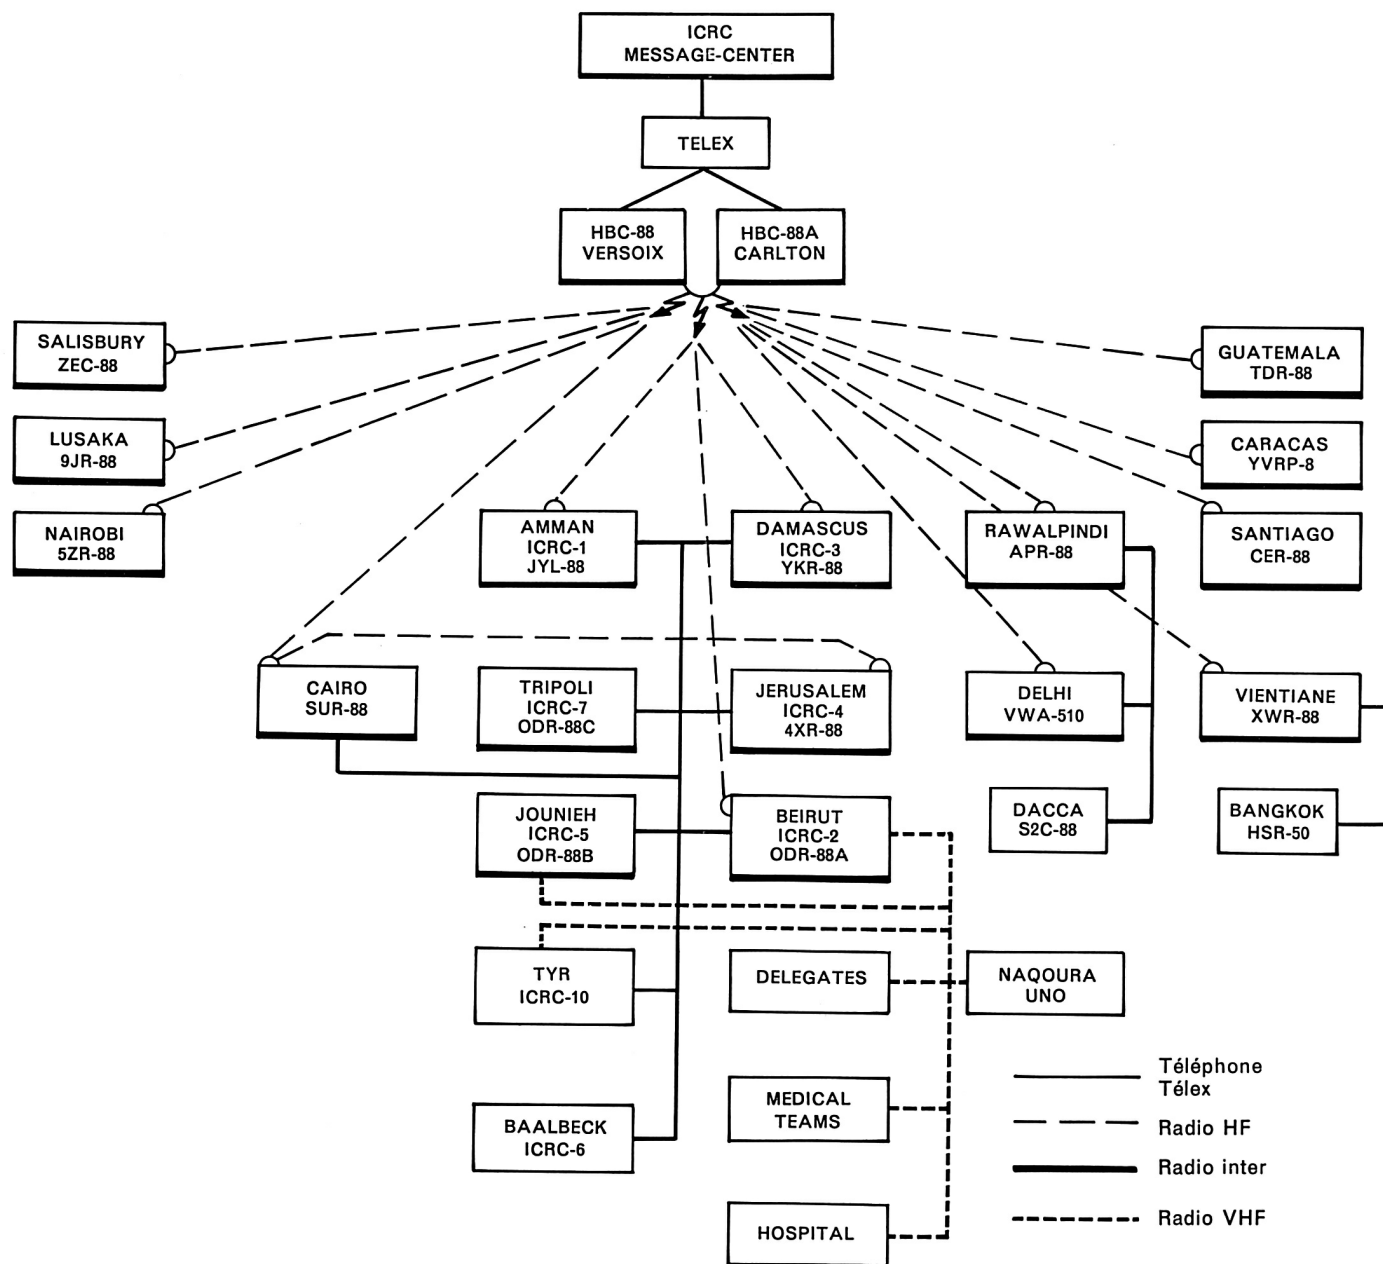 ICRC
MESSAGE-CENTER
TELEX
HBC-88
VERSOIX
HBC-88A
CARLTON
SALISBURY
ZEC-88
GUATEMALA
TDR-88
LUSAKA
9JR-88
CARACAS
YVRP-8
NAIROBI
5ZR-88
AMMAN
ICRC-1
JYL-88
DAMASCUS
ICRC-3
YKR-88
RAWALPINDI
APR-88
SANTIAGO
CER-88
CAIRO
SUR-88
TRIPOLI
ICRC-7
ODR-88C
JERUSALEM
ICRC-4
4XR-88
DELHI
VWA-510
VIENTIANE
XWR-88
JOUNIEH
ICRC-5
ODR-88B
BEIRUT
ICRC-2
ODR-88A
DACCA
S2C-88
BANGKOK
HSR-50
TYR
ICRC-10
DELEGATES
NAQOURA
UNO
BAALBECK
ICRC-6
MEDICAL
TEAMS
HOSPITAL
Téléphone
Télex
Radio HF
Radio inter
Radio VHF